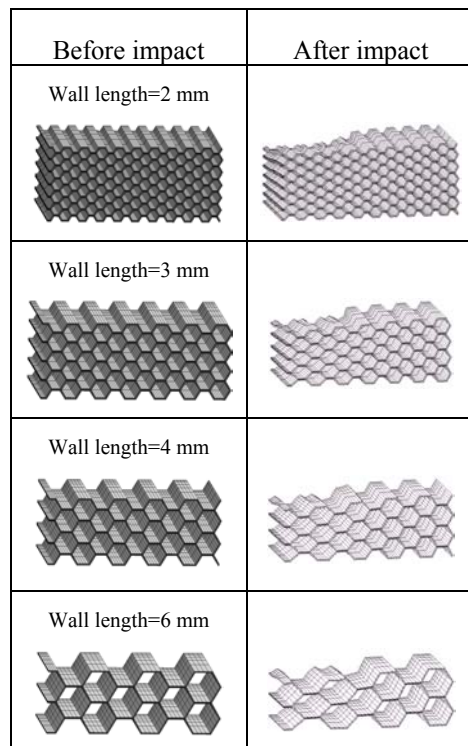 Before impact
After impact
Wall length=2 mm
Wall length=3 mm
Wall length=4 mm
Wall length=6 mm